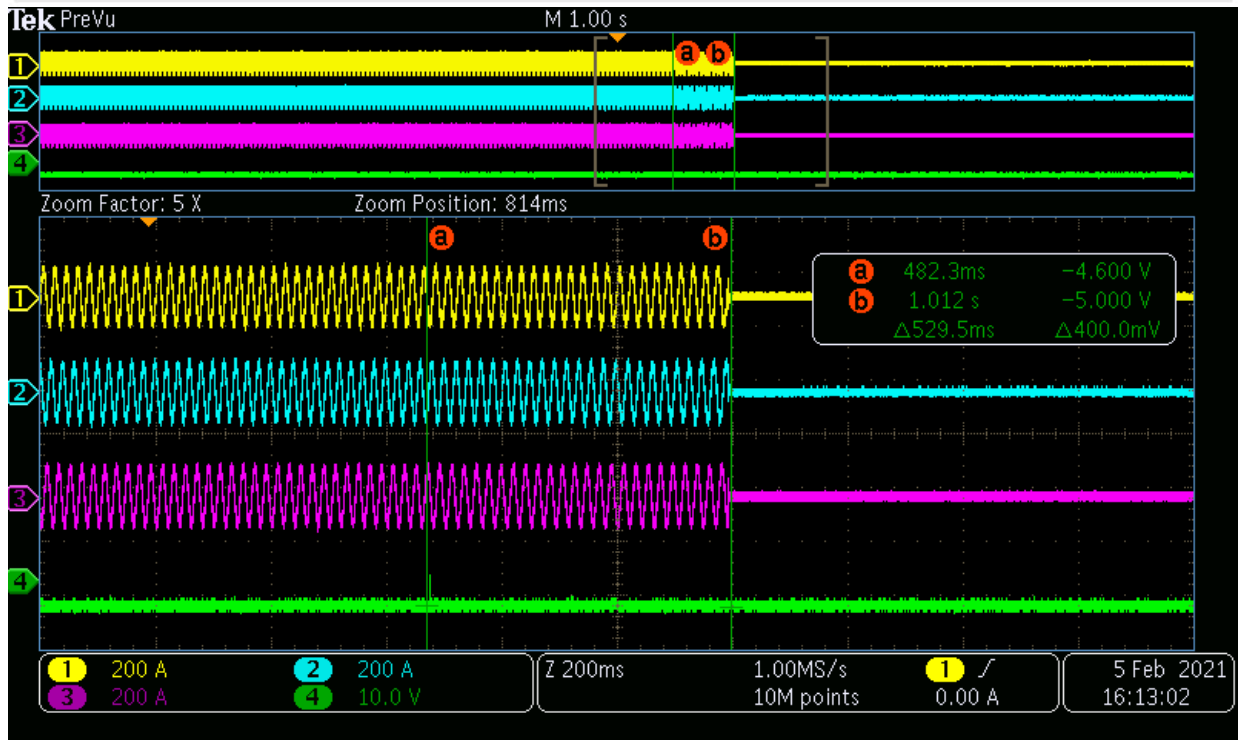 Tek PreVu M 1.00 s
a b
1
2
3
4
Zoom Factor: 5 X Zoom Position: 814ms
a b
a 482.3ms −4.600 V
b 1.012 s −5.000 V
△529.5ms △400.0mV
1
2
3
4
1 200 A 2 200 A Z 200ms 1.00MS/s 1 5 Feb 2021
3 200 A 4 10.0 V 10M points 0.00 A 16:13:02